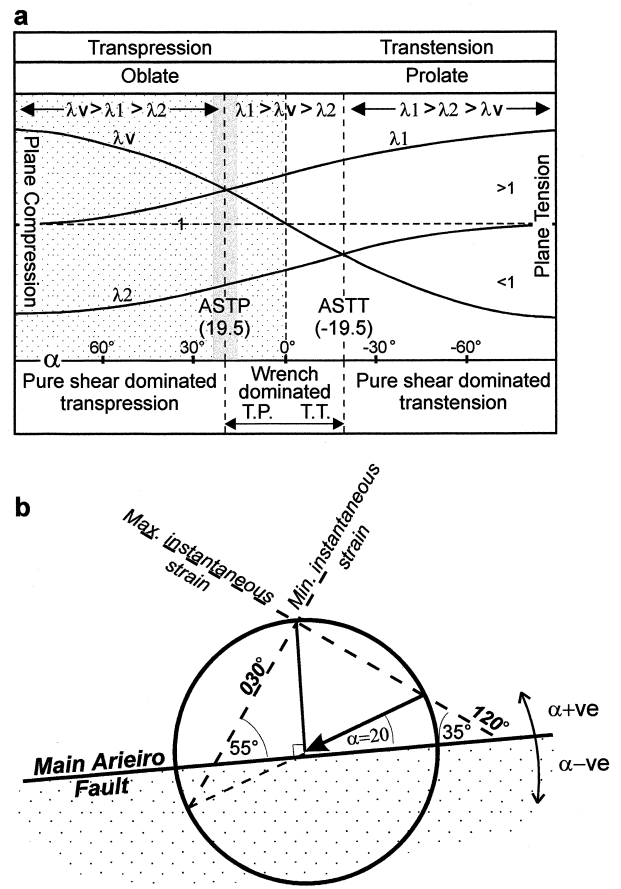 a
Transpression Transtension
Oblate Prolate
λv>λ1 > λ2 λ1 >λv> λ2 λ1 > λ2 > λv
λv λ1
Plane Compression
>1
1
Plane Tension
<1
λ2
ASTP ASTT
(19.5) (-19.5)
α 60° 30° 0° -30° -60°
Pure shear dominated transpression
Wrench dominated
T.P. T.T.
Pure shear dominated transtension
b
Max. instantaneous
strain
Min. instantaneous
strain
030°
55°
α=20
35°
120°
α+ve
α−ve
Main Arieiro
Fault